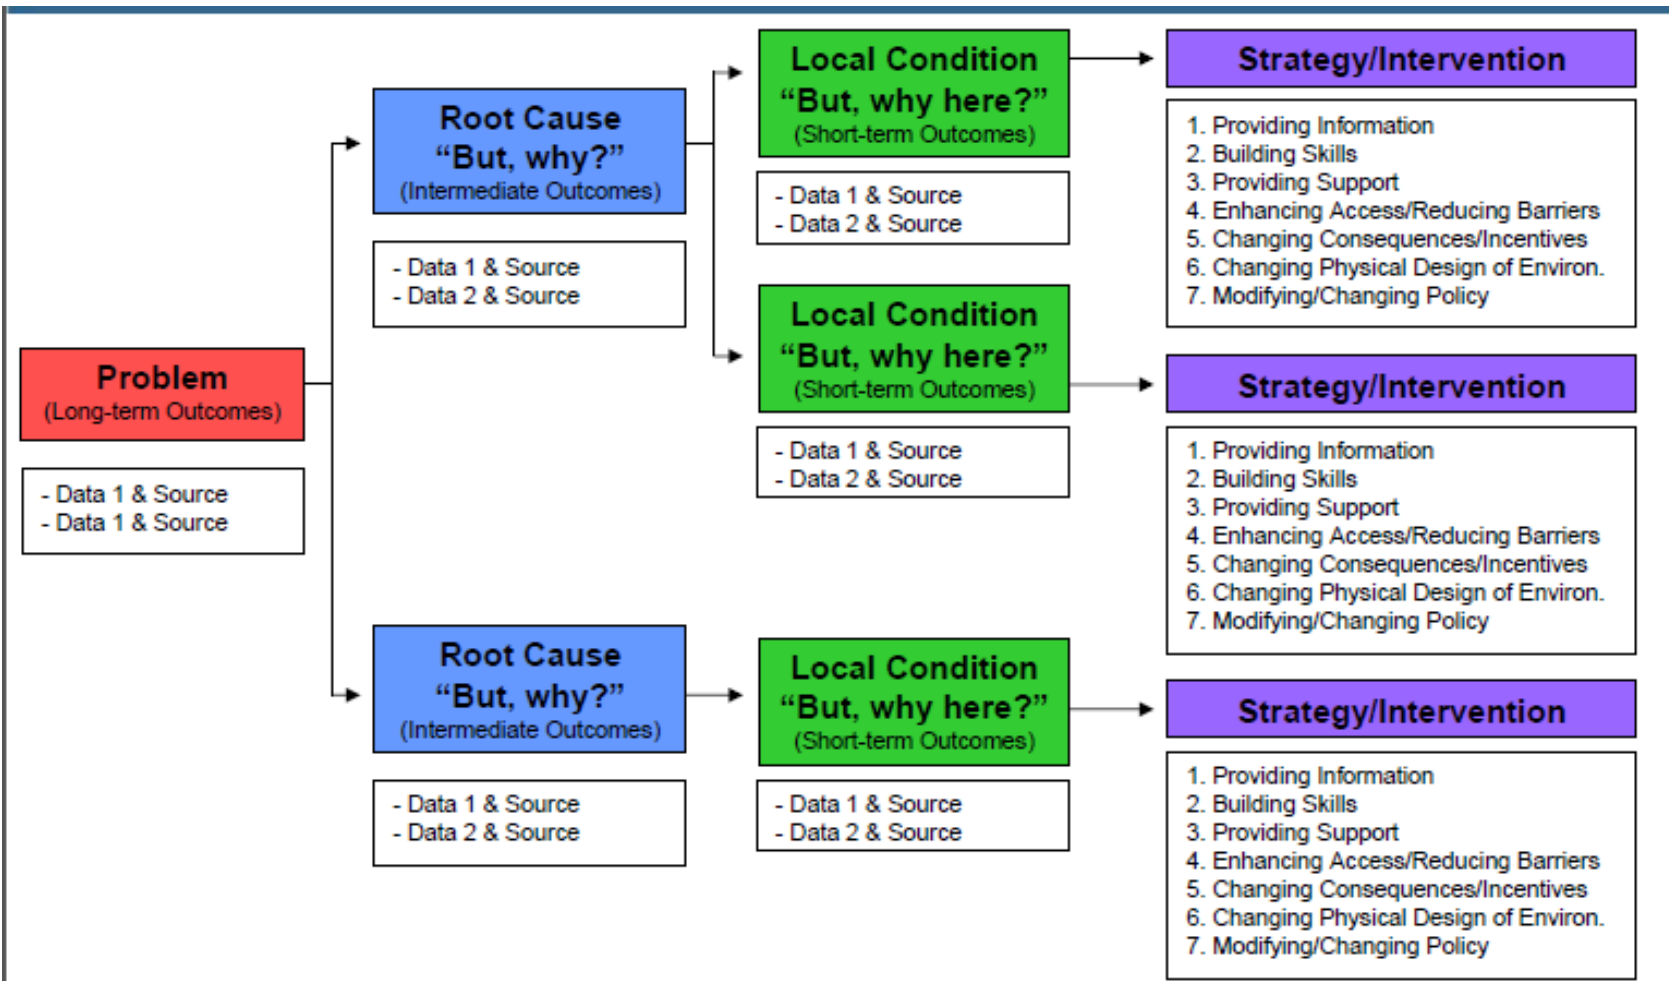 Problem
(Long-term Outcomes)
- Data 1 & Source
- Data 1 & Source
Root Cause
“But, why?”
(Intermediate Outcomes)
- Data 1 & Source
- Data 2 & Source
Local Condition
“But, why here?”
(Short-term Outcomes)
- Data 1 & Source
- Data 2 & Source
Strategy/Intervention
1. Providing Information
2. Building Skills
3. Providing Support
4. Enhancing Access/Reducing Barriers
5. Changing Consequences/Incentives
6. Changing Physical Design of Environ.
7. Modifying/Changing Policy
Local Condition
“But, why here?”
(Short-term Outcomes)
- Data 1 & Source
- Data 2 & Source
Strategy/Intervention
1. Providing Information
2. Building Skills
3. Providing Support
4. Enhancing Access/Reducing Barriers
5. Changing Consequences/Incentives
6. Changing Physical Design of Environ.
7. Modifying/Changing Policy
Root Cause
“But, why?”
(Intermediate Outcomes)
- Data 1 & Source
- Data 2 & Source
Local Condition
“But, why here?”
(Short-term Outcomes)
- Data 1 & Source
- Data 2 & Source
Strategy/Intervention
1. Providing Information
2. Building Skills
3. Providing Support
4. Enhancing Access/Reducing Barriers
5. Changing Consequences/Incentives
6. Changing Physical Design of Environ.
7. Modifying/Changing Policy